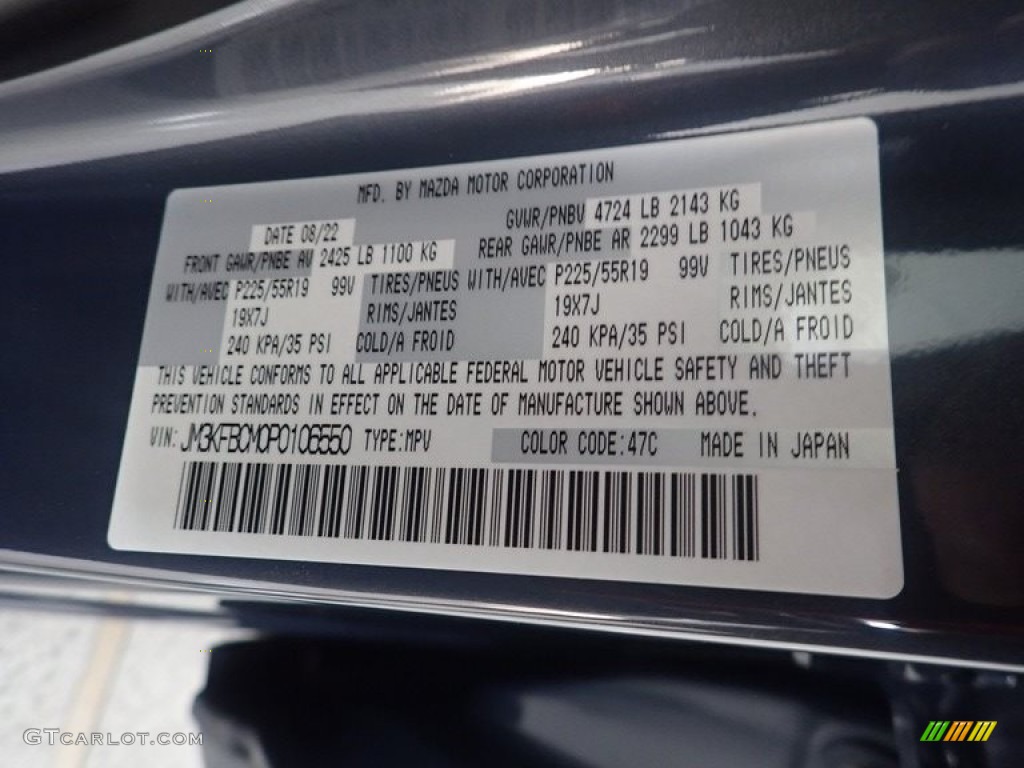 MFD. BY MAZDA MOTOR CORPORATION
DATE 08/22 GVWR/PNBV 4724 LB 2143 KG
FRONT GAWR/PNBE AV 2425 LB 1100 KG REAR GAWR/PNBE AR 2299 LB 1043 KG
WITH/AVEC P225/55R19 99V TIRES/PNEUS WITH/AVEC P225/55R19 99V TIRES/PNEUS
19X7J RIMS/JANTES 19X7J RIMS/JANTES
240 KPA/35 PSI COLD/A FROID 240 KPA/35 PSI COLD/A FROID
THIS VEHICLE CONFORMS TO ALL APPLICABLE FEDERAL MOTOR VEHICLE SAFETY AND THEFT
PREVENTION STANDARDS IN EFFECT ON THE DATE OF MANUFACTURE SHOWN ABOVE.
VIN: JM3KFBCM0P0106550 TYPE:MPV COLOR CODE:47C MADE IN JAPAN
GTCARLOT.COM